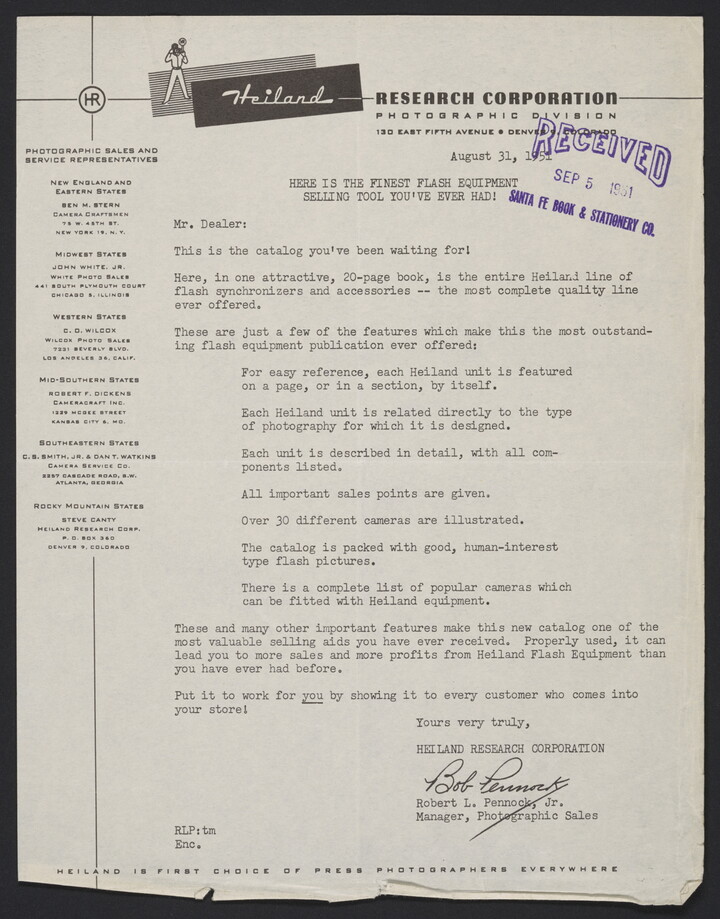 HR
Heiland
RESEARCH CORPORATION
PHOTOGRAPHIC DIVISION
130 EAST FIFTH AVENUE • DENVER 9, COLORADO
PHOTOGRAPHIC SALES AND
SERVICE REPRESENTATIVES
NEW ENGLAND AND
EASTERN STATES
BEN M. STERN
CAMERA CRAFTSMEN
75 W. 45TH ST.
NEW YORK 19, N. Y.
MIDWEST STATES
JOHN WHITE, JR.
WHITE PHOTO SALES
441 SOUTH PLYMOUTH COURT
CHICAGO 5, ILLINOIS
WESTERN STATES
C. D. WILCOX
WILCOX PHOTO SALES
7231 BEVERLY BLVD.
LOS ANGELES 36, CALIF.
MID-SOUTHERN STATES
ROBERT F. DICKENS
CAMERACRAFT INC.
1229 MCGEE STREET
KANSAS CITY 6, MO.
SOUTHEASTERN STATES
C. S. SMITH, JR. & DAN T. WATKINS
CAMERA SERVICE CO.
2257 CASCADE ROAD, S.W.
ATLANTA, GEORGIA
ROCKY MOUNTAIN STATES
STEVE CANTY
HEILAND RESEARCH CORP.
P. O. BOX 360
DENVER 9, COLORADO
August 31, 1951
RECEIVED
SEP 5 1951
SANTA FE BOOK & STATIONERY CO.
HERE IS THE FINEST FLASH EQUIPMENT
SELLING TOOL YOU'VE EVER HAD!
Mr. Dealer:
This is the catalog you've been waiting for!
Here, in one attractive, 20-page book, is the entire Heiland line of
flash synchronizers and accessories -- the most complete quality line
ever offered.
These are just a few of the features which make this the most outstand-
ing flash equipment publication ever offered:
For easy reference, each Heiland unit is featured
on a page, or in a section, by itself.
Each Heiland unit is related directly to the type
of photography for which it is designed.
Each unit is described in detail, with all com-
ponents listed.
All important sales points are given.
Over 30 different cameras are illustrated.
The catalog is packed with good, human-interest
type flash pictures.
There is a complete list of popular cameras which
can be fitted with Heiland equipment.
These and many other important features make this new catalog one of the
most valuable selling aids you have ever received. Properly used, it can
lead you to more sales and more profits from Heiland Flash Equipment than
you have ever had before.
Put it to work for you by showing it to every customer who comes into
your store!
Yours very truly,
HEILAND RESEARCH CORPORATION
Bob Pennock
Robert L. Pennock, Jr.
Manager, Photographic Sales
RLP:tm
Enc.
HEILAND IS FIRST CHOICE OF PRESS PHOTOGRAPHERS EVERYWHERE